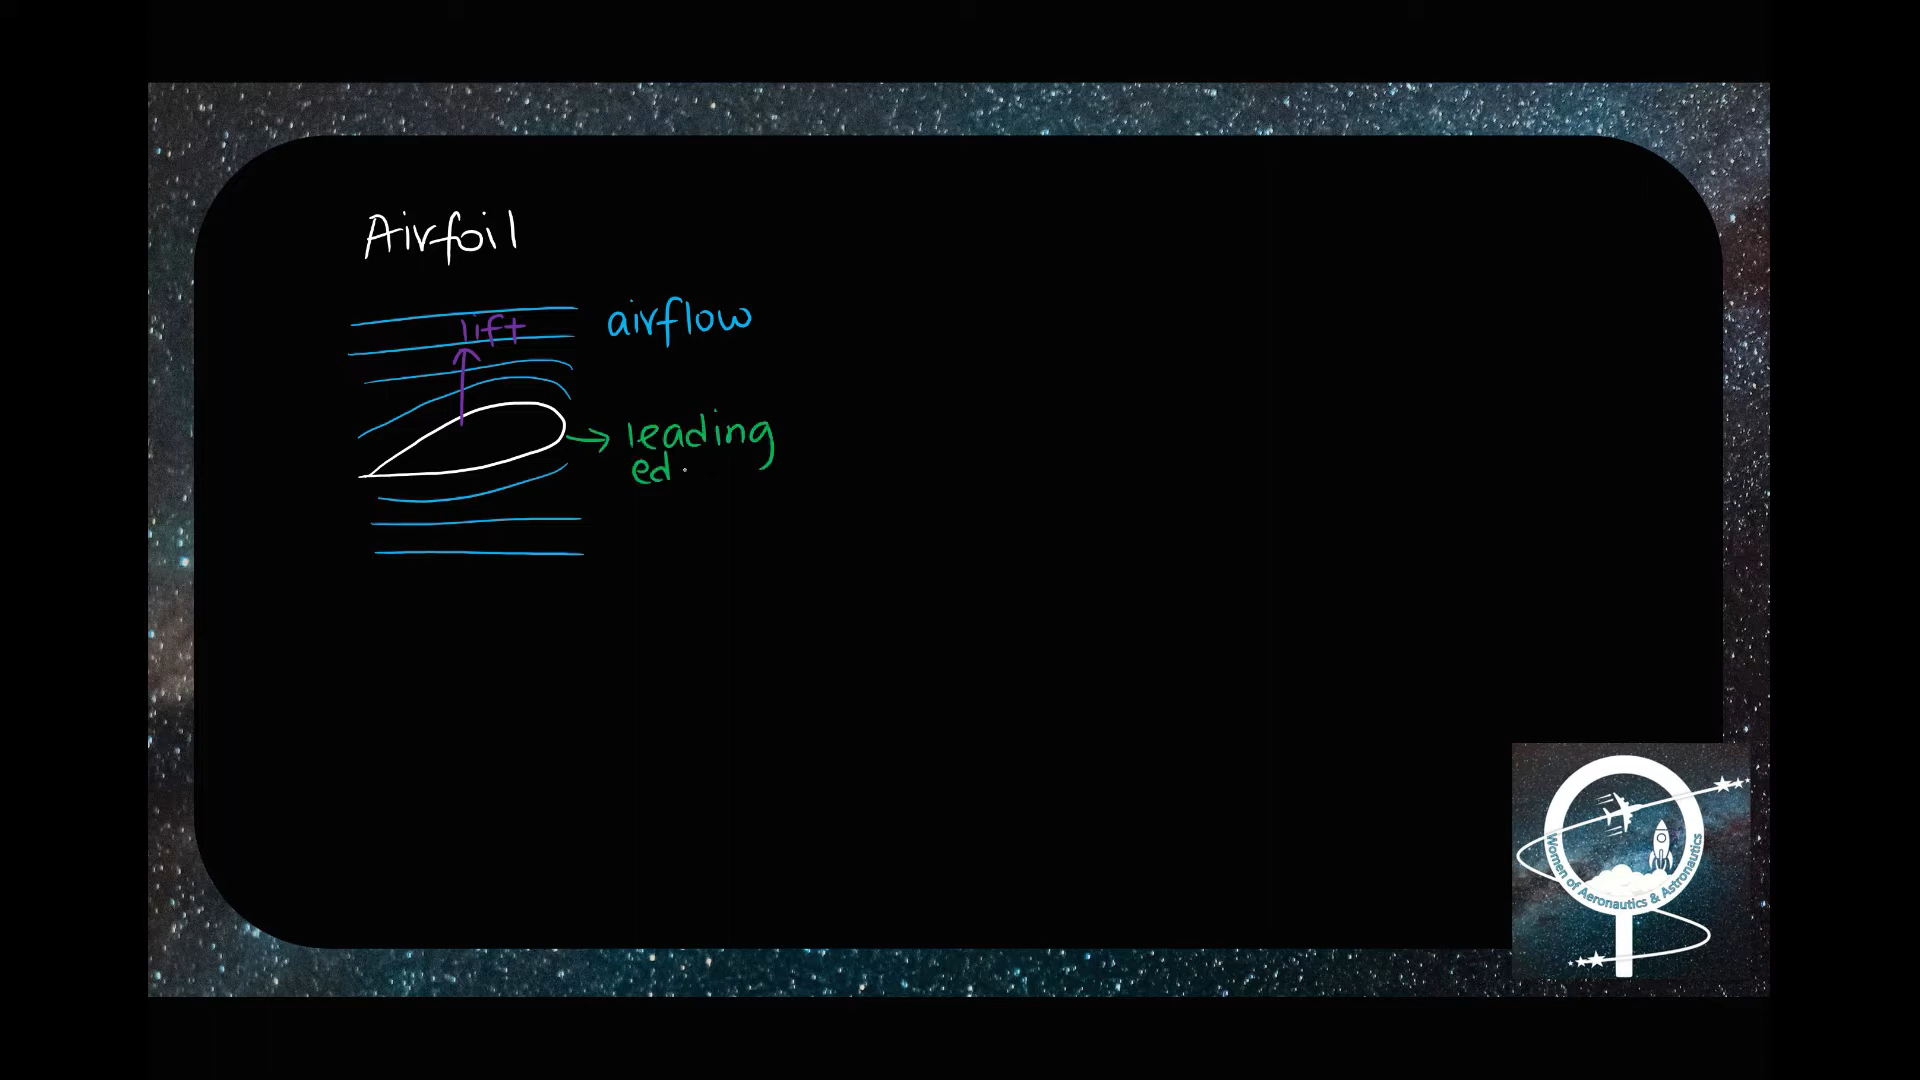 Airfoil
lift
airflow
leading
ed
Women of Aeronautics & Astronautics